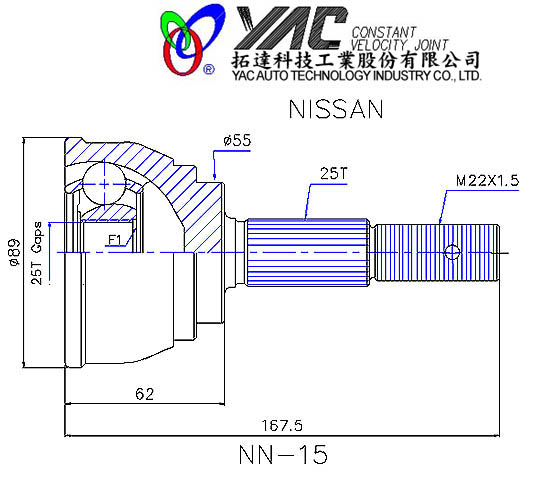 YAC CONSTANT
VELOCITY JOINT
拓達科技工業股份有限公司
® YAC AUTO TECHNOLOGY INDUSTRY CO., LTD.
NISSAN
ø55
25T
M22X1.5
ø89
25T Gaps
F1
62
167.5
NN-15